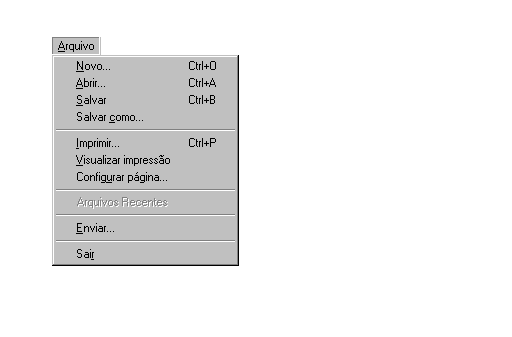 Arquivo
Novo... Ctrl+O
Abrir... Ctrl+A
Salvar Ctrl+B
Salvar como...
Imprimir... Ctrl+P
Visualizar impressão
Configurar página...
Arquivos Recentes
Enviar...
Sair